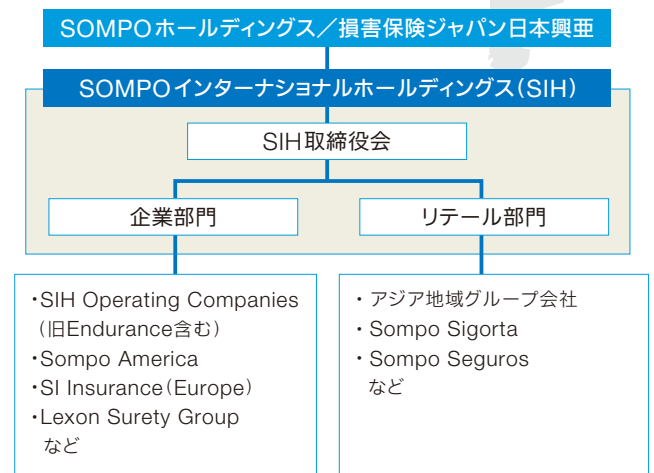 SOMPOホールディングス／損害保険ジャパン日本興亜
SOMPOインターナショナルホールディングス（SIH）
SIH取締役会
企業部門
リテール部門
・SIH Operating Companies
（旧Endurance含む）
・Sompo America
・SI Insurance（Europe）
・Lexon Surety Group
など
・アジア地域グループ会社
・Sompo Sigorta
・Sompo Seguros
など